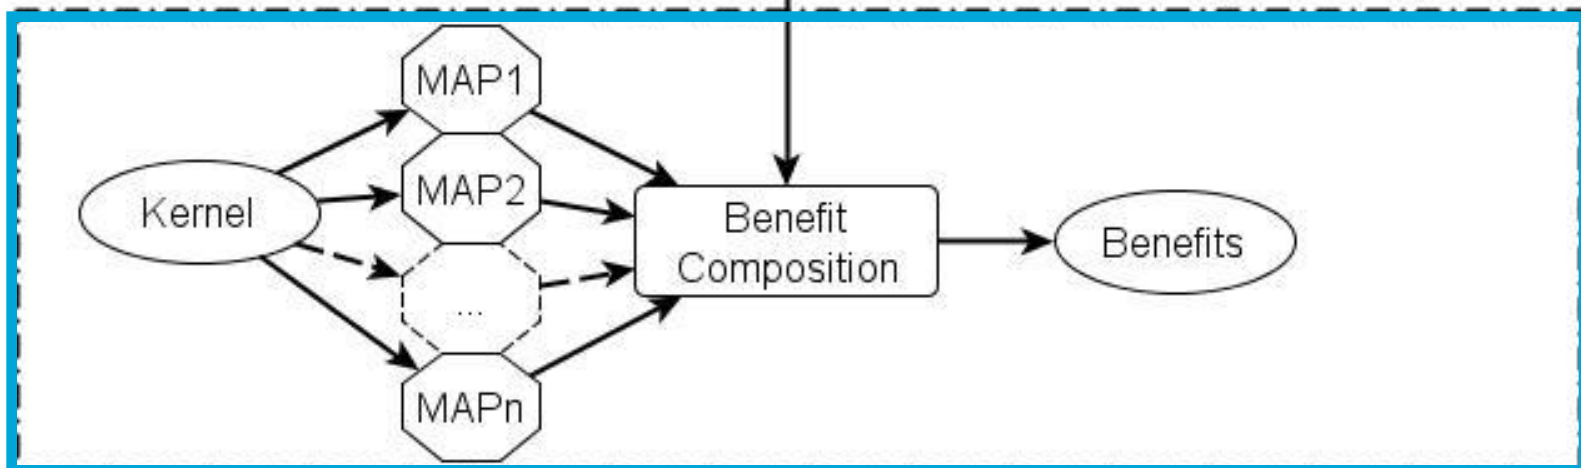 MAP1
MAP2
Kernel
Benefit
Composition
Benefits
...
MAPn